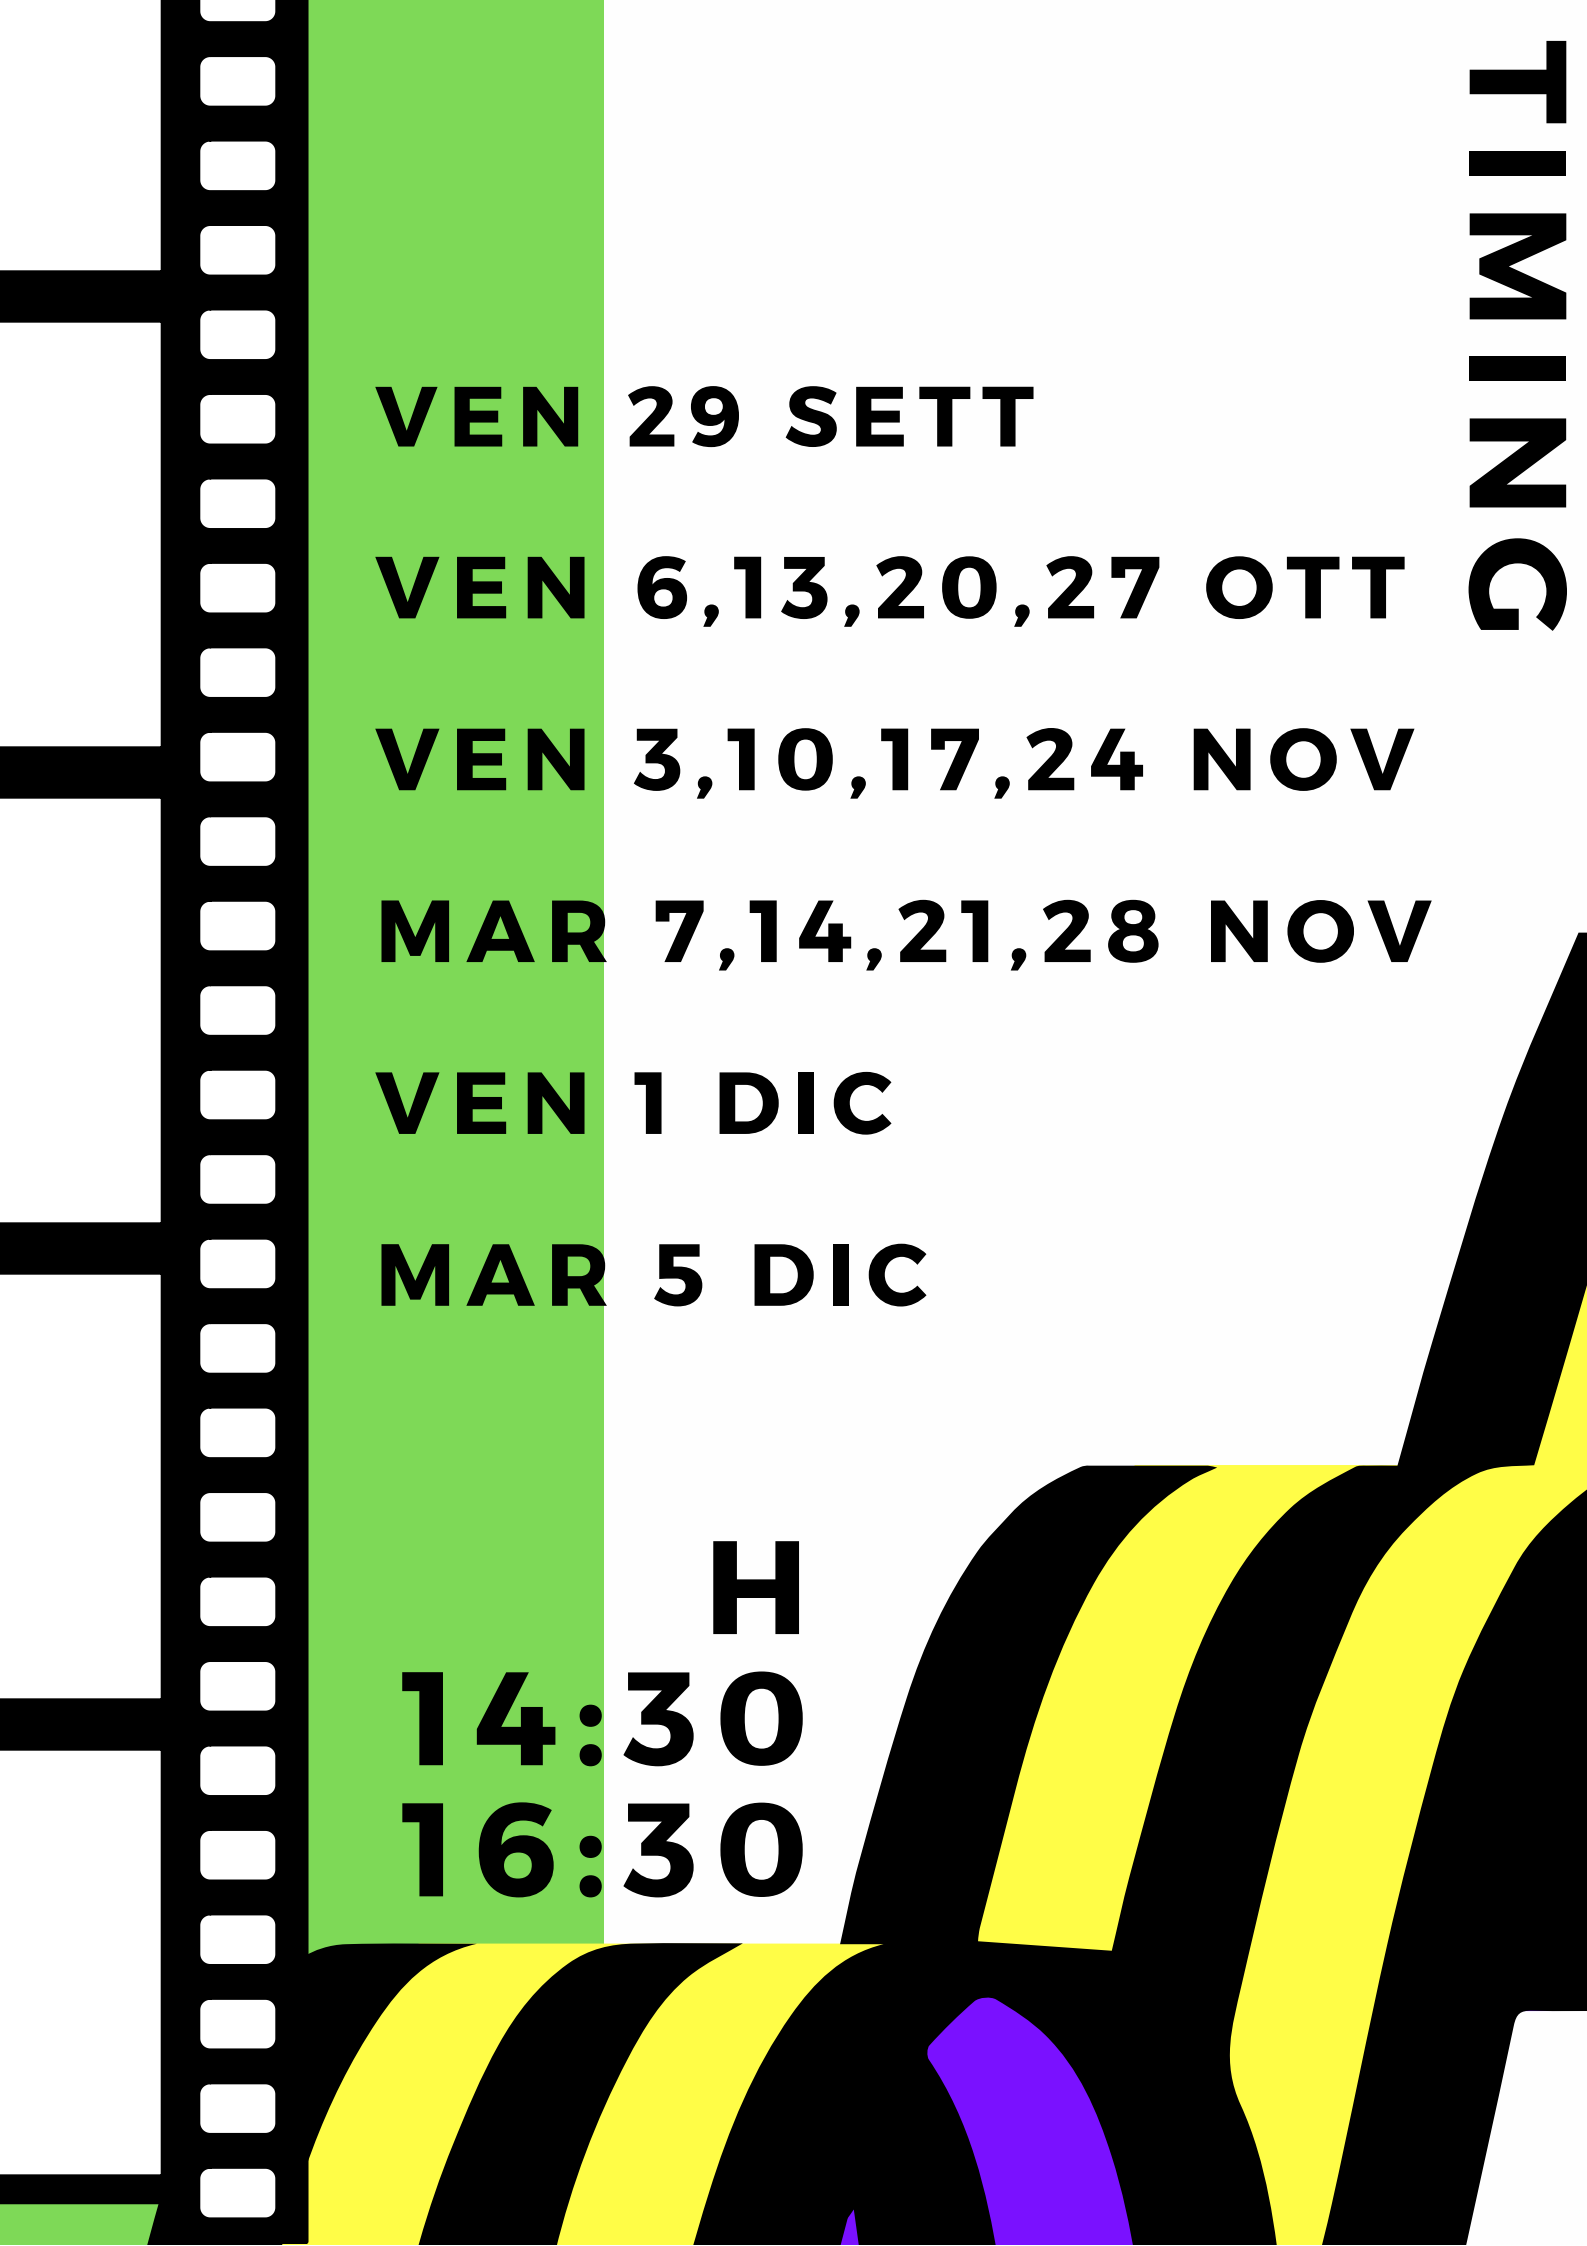 TIMING
VEN 29 SETT
VEN 6,13,20,27 OTT
VEN 3,10,17,24 NOV
MAR 7,14,21,28 NOV
VEN 1 DIC
MAR 5 DIC
H
14:30
16:30